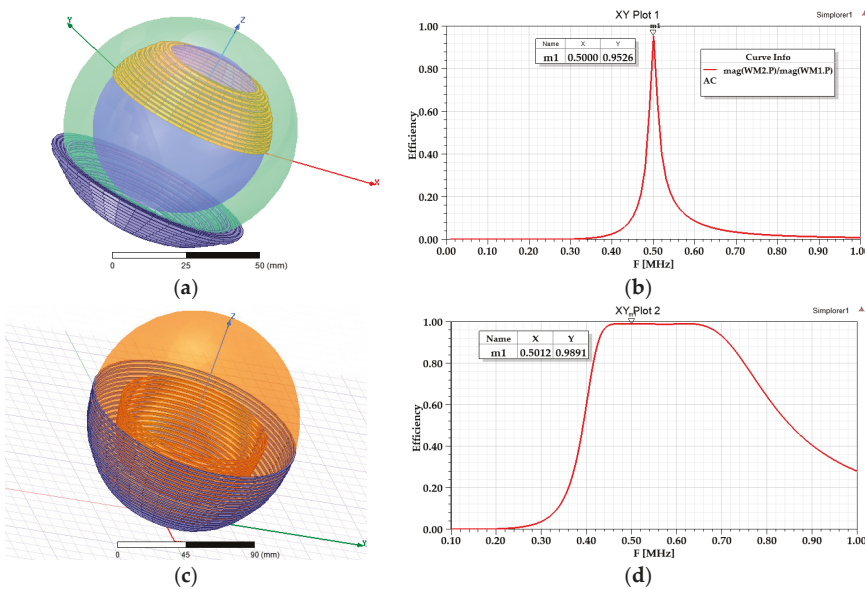 Y
Z
X
0
25
50 (mm)
(a)
XY Plot 1
Simplorer1
m1
Name X Y
m1 0.5000 0.9526
Curve Info
mag(WM2.P)/mag(WM1.P)
AC
Efficiency
1.00
0.80
0.60
0.40
0.20
0.00
0.00 0.10 0.20 0.30 0.40 0.50 0.60 0.70 0.80 0.90 1.00
F [MHz]
(b)
Z
Y
0
45
90 (mm)
(c)
XY Plot 2
Simplorer1
Name X Y
m1 0.5012 0.9891
Efficiency
1.00
0.80
0.60
0.40
0.20
0.00
0.10 0.20 0.30 0.40 0.50 0.60 0.70 0.80 0.90 1.00
F [MHz]
(d)